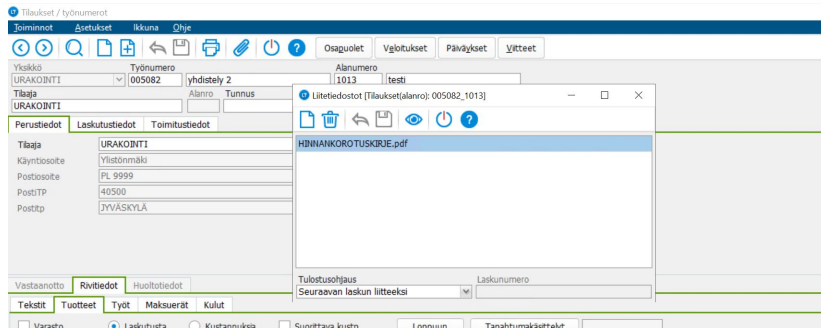 Tilaukset / työnumerot
Toiminnot Asetukset Ikkuna Ohje
Osapuolet Veloitukset Päiväykset Viitteet
Yksikkö Työnumero Alanumero
URAKOINTI 005082 yhdistely 2 1013 testi
Tilaaja Alanro Tunnus
URAKOINTI
Perustiedot Laskutustiedot Toimitustiedot
Tilaaja URAKOINTI
Käyntiosoite Ylistönmäki
Postiosoite PL 9999
PostiTP 40500
Postitp JYVÄSKYLÄ
Liitetiedostot [Tilaukset(alanro): 005082_1013]
HINNANKOROTUSKIRJE.pdf
Tulostusohjaus Laskunumero
Seuraavan laskun liitteeksi
Vastaanotto Rivitiedot Huoltotiedot
Tekstit Tuotteet Työt Maksuerät Kulut
Varasto Laskutusta Kustannuksia Suorittava kustp Loppuun Tapahtumakäsittelyt